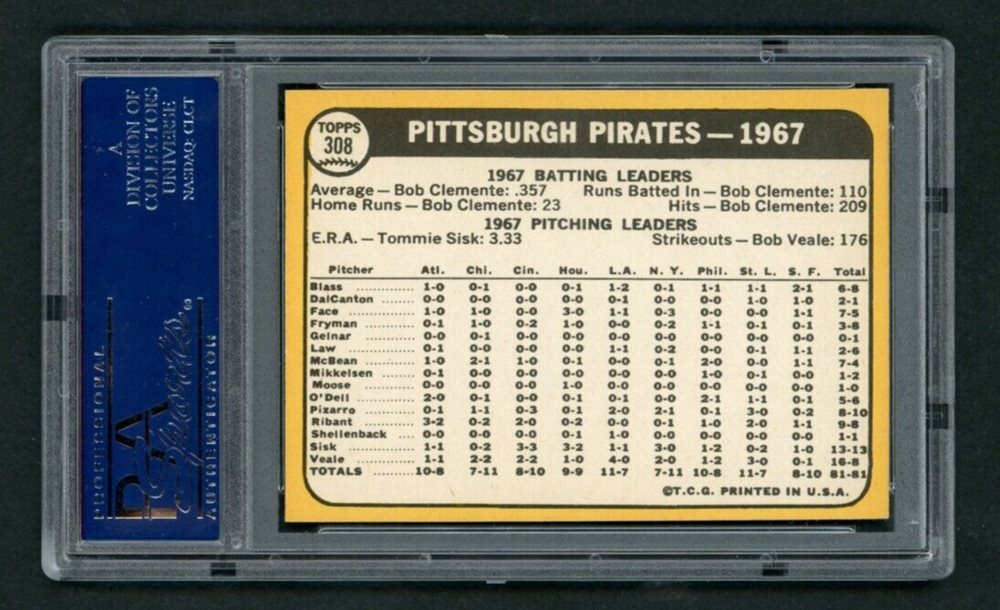 A
DIVISION OF
COLLECTORS
UNIVERSE
NASDAQ: CLCT
PROFESSIONAL
PSA
Sports
®
AUTHENTICATOR
TOPPS
308
PITTSBURGH PIRATES — 1967
1967 BATTING LEADERS
Average — Bob Clemente: .357 Runs Batted In — Bob Clemente: 110
Home Runs — Bob Clemente: 23 Hits — Bob Clemente: 209
1967 PITCHING LEADERS
E.R.A. — Tommie Sisk: 3.33 Strikeouts — Bob Veale: 176
Pitcher Atl. Chi. Cin. Hou. L.A. N. Y. Phil. St. L. S. F. Total
Blass 1-0 0-1 0-0 0-1 1-2 0-1 1-1 1-1 2-1 6-8
DalCanton 0-0 0-0 0-0 0-0 0-1 0-0 0-0 1-0 1-0 2-1
Face 1-0 1-0 0-0 3-0 1-1 0-3 0-0 0-0 1-1 7-5
Fryman 0-1 1-0 0-2 1-0 0-0 0-2 1-1 0-1 0-1 3-8
Gelnar 0-0 0-1 0-0 0-0 0-0 0-0 0-0 0-0 0-0 0-1
Law 0-1 0-0 0-0 0-0 1-1 0-2 0-0 0-1 1-1 2-6
McBean 1-0 2-1 1-0 0-1 0-0 0-1 2-0 0-0 1-1 7-4
Mikkelsen 0-1 0-0 0-0 0-0 0-0 0-0 1-0 0-1 0-0 1-2
Moose 0-0 0-0 0-0 1-0 0-0 0-0 0-0 0-0 0-0 1-0
O'Dell 2-0 0-1 0-0 0-1 0-1 0-0 2-1 1-1 0-1 5-6
Pizarro 0-1 1-1 0-3 0-1 2-0 2-1 0-1 3-0 0-2 8-10
Ribant 3-2 0-2 2-0 0-2 0-0 0-0 1-0 2-0 1-1 9-8
Shellenback 0-0 0-0 0-0 0-1 1-0 0-0 0-0 0-0 0-0 1-1
Sisk 1-1 0-2 3-3 3-2 1-1 3-0 1-2 0-2 1-0 13-13
Veale 1-1 2-2 2-2 1-0 4-0 2-0 1-2 3-0 0-1 16-8
TOTALS 10-8 7-11 8-10 9-9 11-7 7-11 10-8 11-7 8-10 81-81
©T.C.G. PRINTED IN U.S.A.